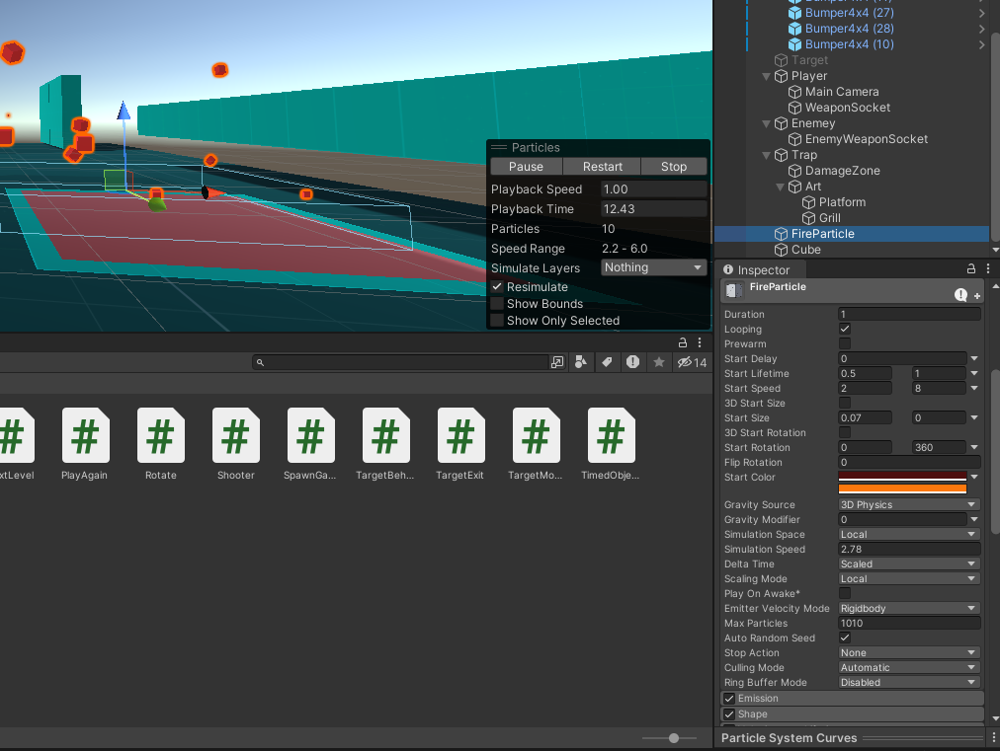 Bumper4x4 (27)
Bumper4x4 (28)
Bumper4x4 (10)
Target
Player
Main Camera
WeaponSocket
Enemey
EnemyWeaponSocket
Trap
DamageZone
Art
Platform
Grill
FireParticle
Cube
Particles
Pause Restart Stop
Playback Speed 1.00
Playback Time 12.43
Particles 10
Speed Range 2.2 - 6.0
Simulate Layers Nothing
Resimulate
Show Bounds
Show Only Selected
14
xtLevel PlayAgain Rotate Shooter SpawnGa... TargetBeh... TargetExit TargetMo... TimedObje...
Inspector
FireParticle
Duration 1
Looping
Prewarm
Start Delay 0
Start Lifetime 0.5 1
Start Speed 2 8
3D Start Size
Start Size 0.07 0
3D Start Rotation
Start Rotation 0 360
Flip Rotation 0
Start Color
Gravity Source 3D Physics
Gravity Modifier 0
Simulation Space Local
Simulation Speed 2.78
Delta Time Scaled
Scaling Mode Local
Play On Awake*
Emitter Velocity Mode Rigidbody
Max Particles 1010
Auto Random Seed
Stop Action None
Culling Mode Automatic
Ring Buffer Mode Disabled
Emission
Shape
Particle System Curves